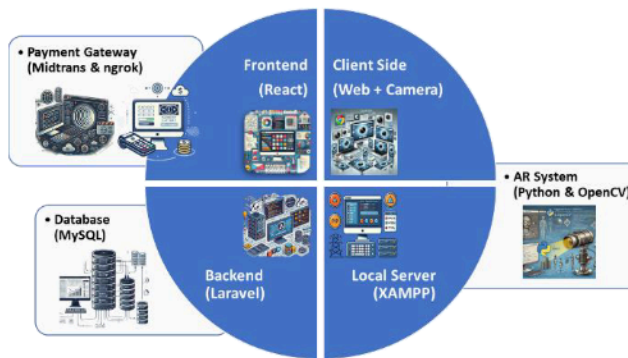 • Payment Gateway
(Midtrans & ngrok)
Frontend
(React)
Client Side
(Web + Camera)
• AR System
(Python & OpenCV)
• Database
(MySQL)
Backend
(Laravel)
Local Server
(XAMPP)